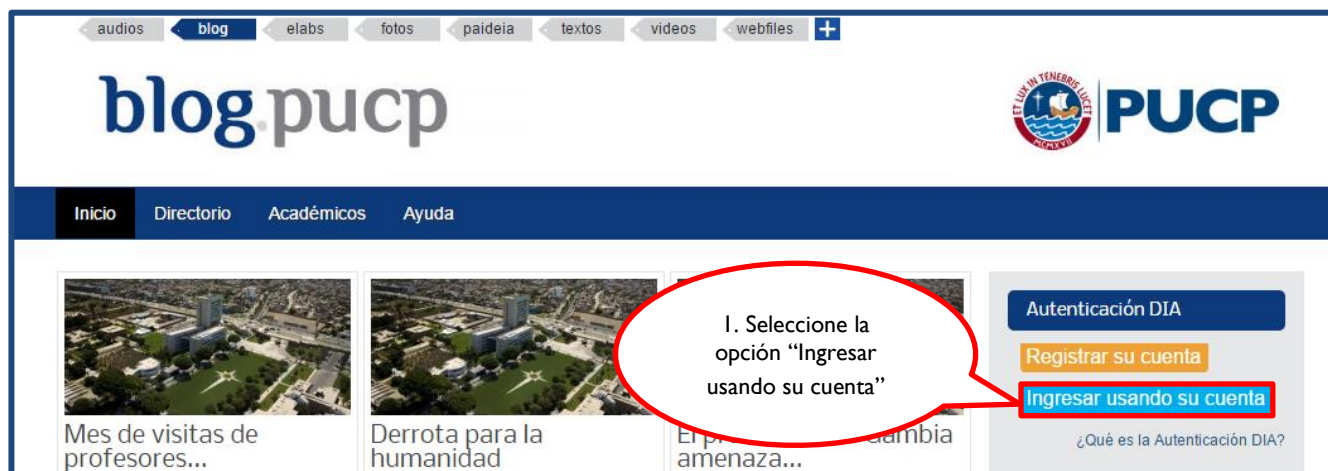 audios blog elabs fotos paideia textos videos webfiles +
blog.pucp
ET LUX IN TENEBRIS LUCET
MCMXVII
PUCP
Inicio Directorio Académicos Ayuda
Mes de visitas de
profesores...
Derrota para la
humanidad
El
ambia
amenaza...
1. Seleccione la
opción “Ingresar
usando su cuenta”
Autenticación DIA
Registrar su cuenta
Ingresar usando su cuenta
¿Qué es la Autenticación DIA?